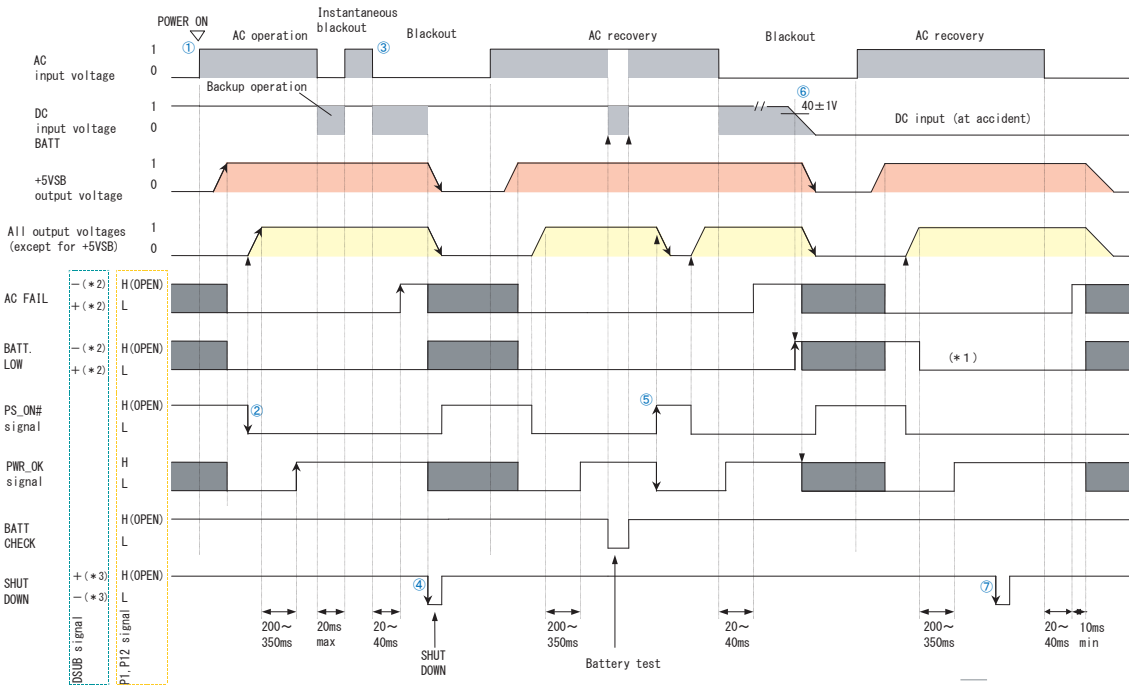 POWER ON
Instantaneous
blackout
① AC operation
③ Blackout
AC recovery
Blackout
AC recovery
AC
input voltage
1
0
Backup operation
⑥
40±1V
DC
input voltage
BATT
1
0
DC input (at accident)
+5VSB
output voltage
1
0
All output voltages
(except for +5VSB)
1
0
AC FAIL
−(*2) H(OPEN)
+(*2) L
BATT.
LOW
−(*2) H(OPEN)
+(*2) L
(*1)
PS_ON#
signal
H(OPEN)
L
②
⑤
PWR_OK
signal
H
L
BATT
CHECK
H(OPEN)
L
SHUT
DOWN
+(*3) H(OPEN)
−(*3) L
④
⑦
DSUB signal
P1, P12 signal
200～
350ms
20ms
max
20～
40ms
SHUT
DOWN
200～
350ms
Battery test
20～
40ms
200～
350ms
20～
40ms
10ms
min